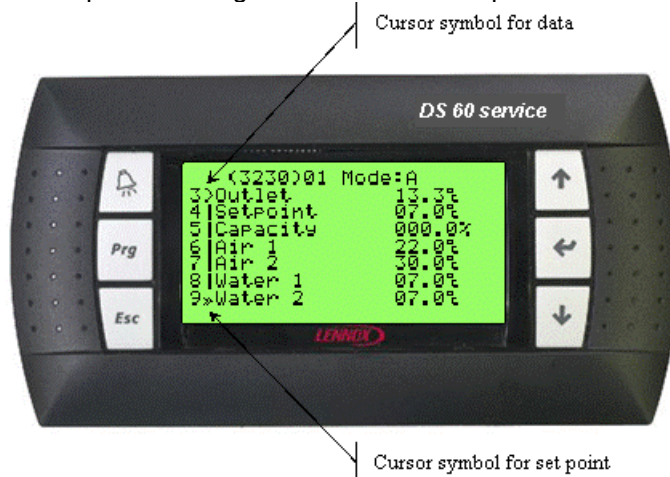 Cursor symbol for data
DS 60 service
(3230)01 Mode:A
3>Outlet 13.3℃
4|Setpoint 07.0℃
5|Capacity 000.0%
6|Air 1 22.0℃
7|Air 2 30.0℃
8|Water 1 07.0℃
9»Water 2 07.0℃
Prg
Esc
LENNOX
Cursor symbol for set point